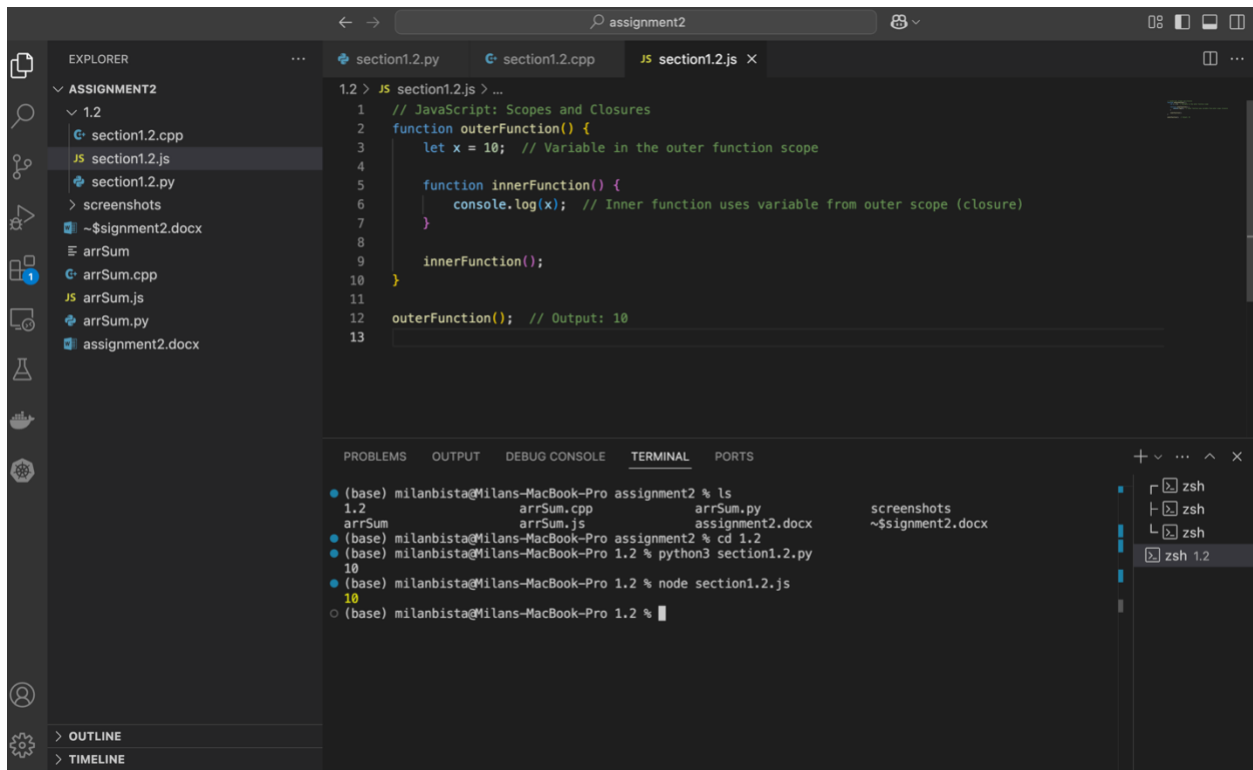 assignment2
EXPLORER
ASSIGNMENT2
1.2
section1.2.cpp
JS section1.2.js
section1.2.py
screenshots
~$signment2.docx
arrSum
arrSum.cpp
JS arrSum.js
arrSum.py
assignment2.docx
OUTLINE
TIMELINE
1
section1.2.py
section1.2.cpp
JS section1.2.js
1.2 > JS section1.2.js > ...
1 // JavaScript: Scopes and Closures
2 function outerFunction() {
3 let x = 10; // Variable in the outer function scope
4
5 function innerFunction() {
6 console.log(x); // Inner function uses variable from outer scope (closure)
7 }
8
9 innerFunction();
10 }
11
12 outerFunction(); // Output: 10
13
PROBLEMS OUTPUT DEBUG CONSOLE TERMINAL PORTS
(base) milanbista@Milans-MacBook-Pro assignment2 % ls
1.2 arrSum.cpp arrSum.py screenshots
arrSum arrSum.js assignment2.docx ~$signment2.docx
(base) milanbista@Milans-MacBook-Pro assignment2 % cd 1.2
(base) milanbista@Milans-MacBook-Pro 1.2 % python3 section1.2.py
10
(base) milanbista@Milans-MacBook-Pro 1.2 % node section1.2.js
10
(base) milanbista@Milans-MacBook-Pro 1.2 %
zsh
zsh
zsh
zsh 1.2